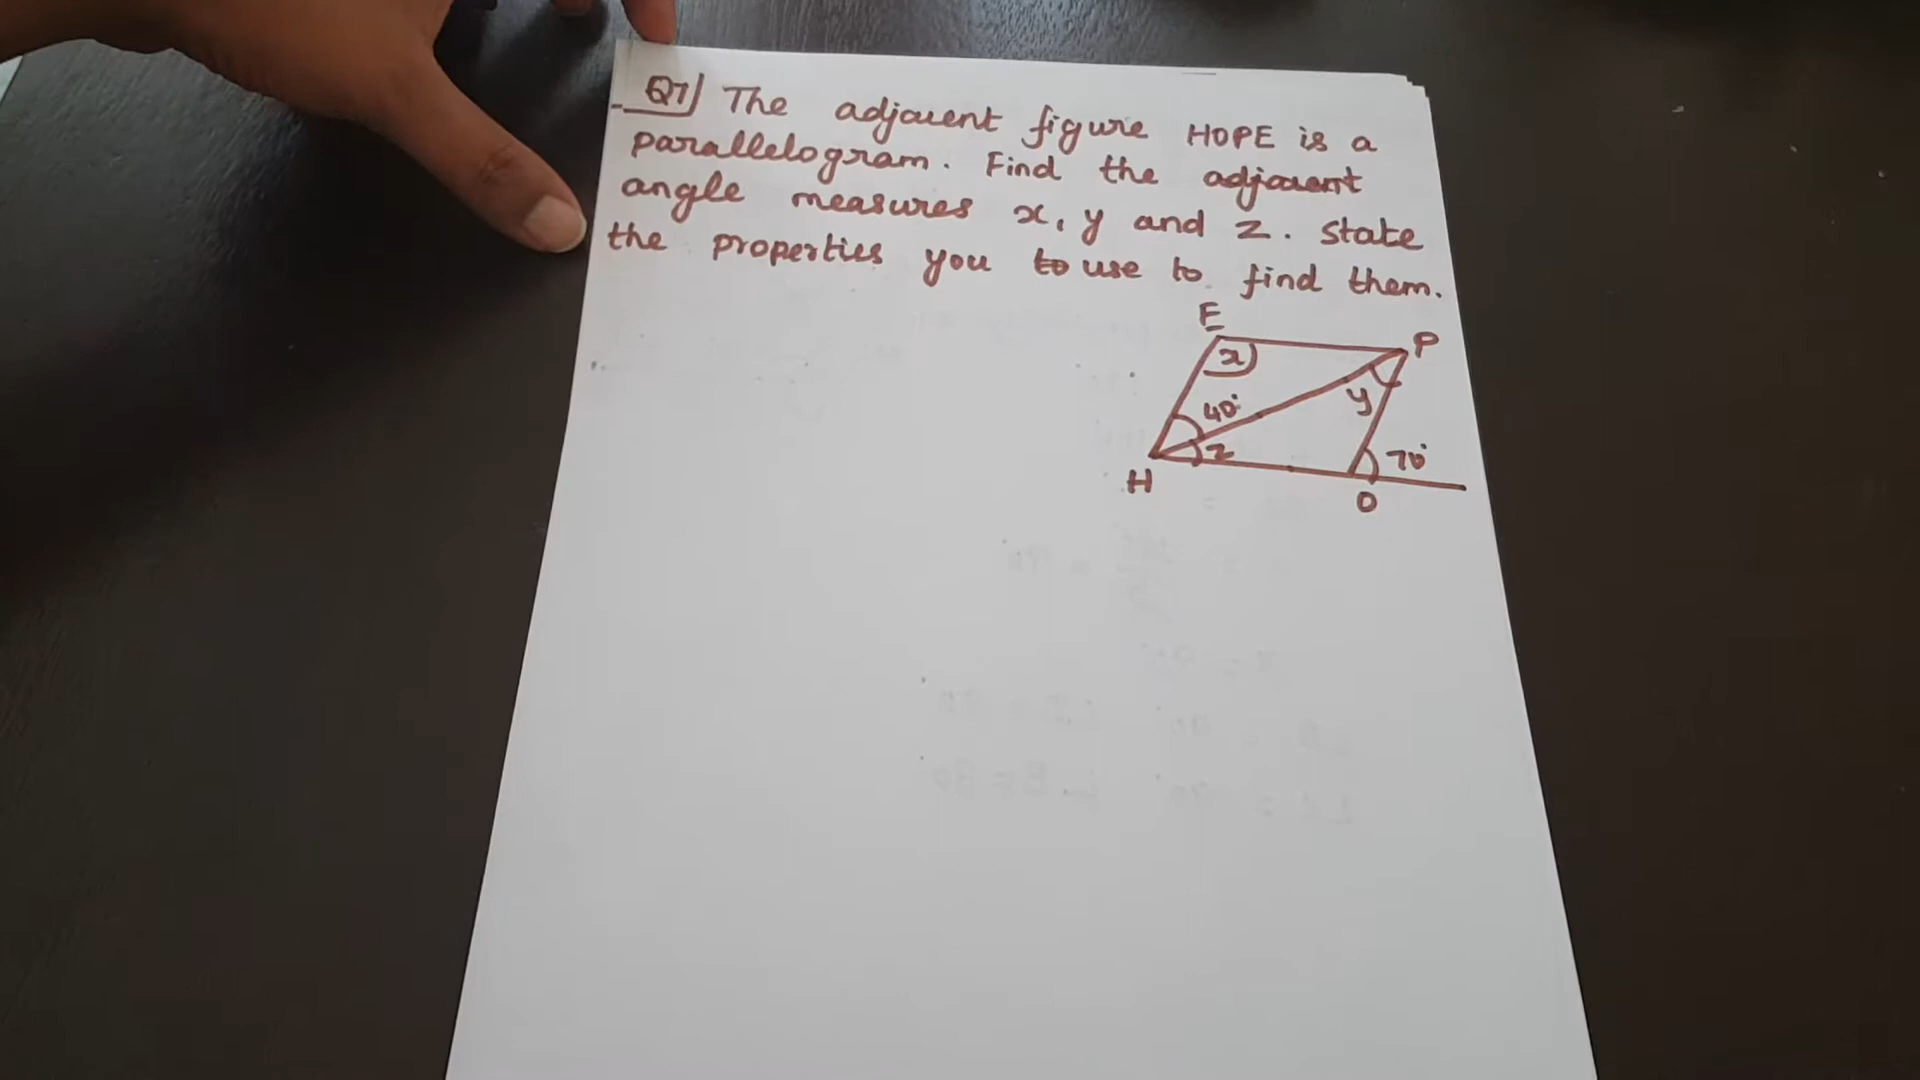 Q7) The adjacent figure HOPE is a
parallelogram. Find the adjacent
angle measures x, y and z. State
the properties you to use to find them.
E
P
x
y
40°
z
70°
H
O